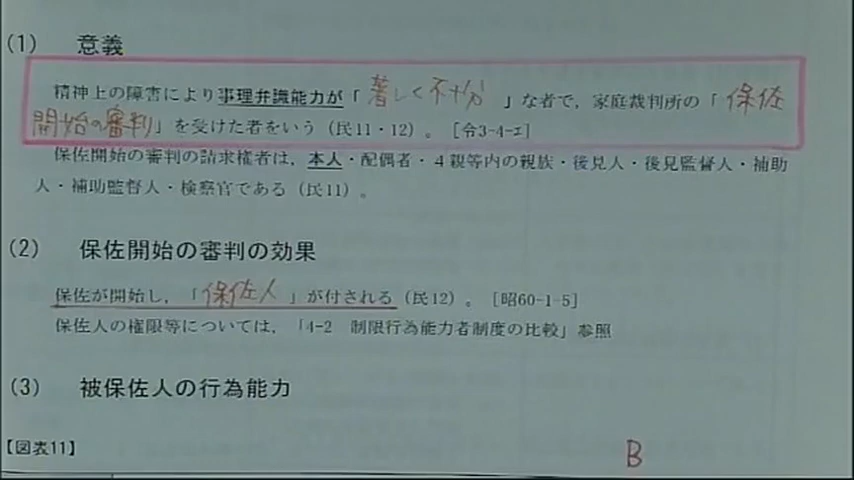 (1) 意義
精神上の障害により事理弁識能力が「著しく不十分」な者で，家庭裁判所の「保佐
開始の審判」を受けた者をいう（民11・12）。［令3-4-エ］
保佐開始の審判の請求権者は，本人・配偶者・４親等内の親族・後見人・後見監督人・補助
人・補助監督人・検察官である（民11）。
(2) 保佐開始の審判の効果
保佐が開始し，「保佐人」が付される（民12）。［昭60-1-5］
保佐人の権限等については，「4-2 制限行為能力者制度の比較」参照
(3) 被保佐人の行為能力
【図表11】
B